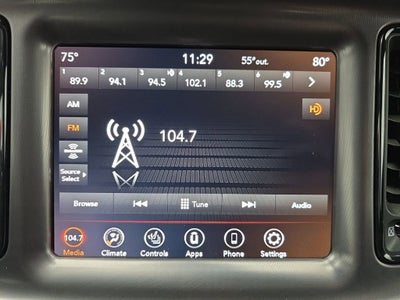 75° 11:29 55°out. 80°
1 89.9 2 94.1 3 94.5 4 102.1 5 88.3 6 99.5
AM
HD
FM
104.7
Source
Select
Browse Tune Audio
104.7
Media Climate Controls Apps Phone Settings